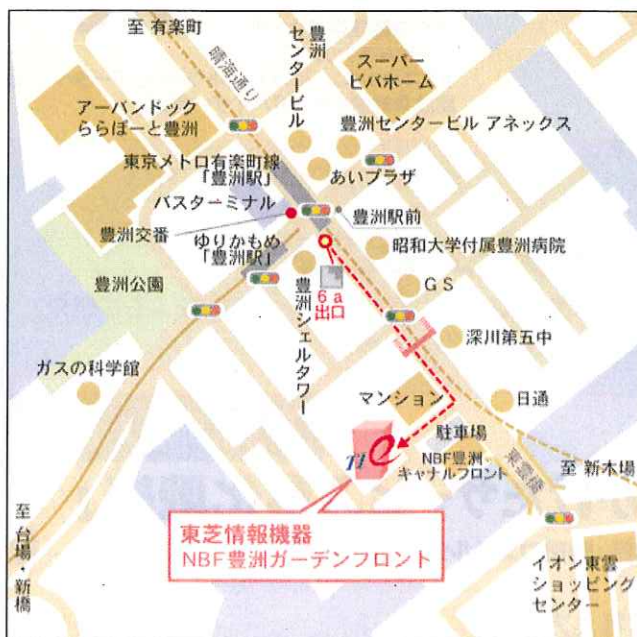 至 有楽町
晴海通り
豊洲
センタービル
スーパー
ビバホーム
アーバンドック
ららぽーと豊洲
豊洲センタービル アネックス
東京メトロ有楽町線
「豊洲駅」
あいプラザ
バスターミナル
豊洲駅前
豊洲交番
ゆりかもめ
「豊洲駅」
昭和大学付属豊洲病院
豊洲公園
6a
出口
GS
豊洲シェルタワー
深川第五中
ガスの科学館
マンション
日通
駐車場
NBF豊洲
キャナルフロント
東雲橋
至 新木場
至 台場・新橋
東芝情報機器
NBF豊洲ガーデンフロント
イオン東雲
ショッピング
センター